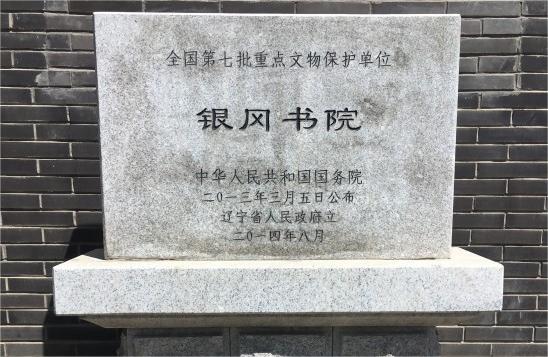 全国第七批重点文物保护单位
银冈书院
中华人民共和国国务院
二〇一三年三月五日公布
辽宁省人民政府立
二〇一四年八月